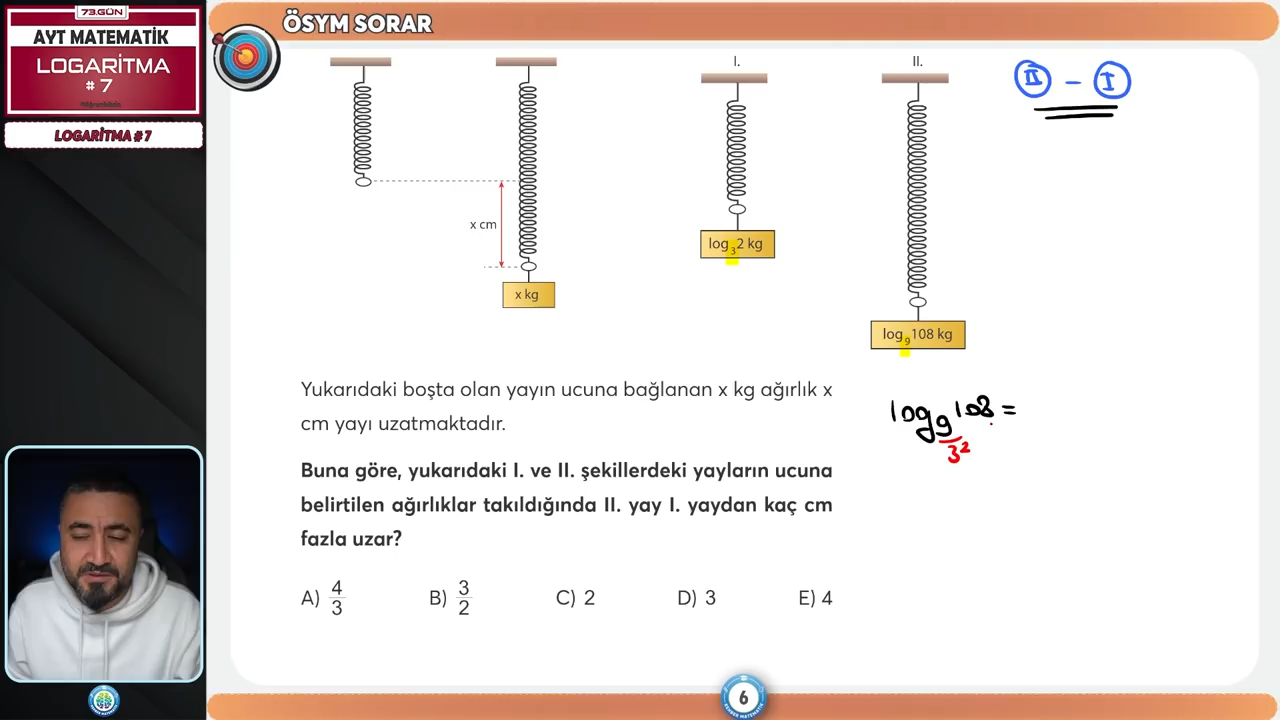 73.GÜN
AYT MATEMATİK
LOGARİTMA
# 7
LOGARİTMA # 7
ÖSYM SORAR
I.
II.
II - I
x cm
x kg
log₃2 kg
log₉108 kg
Yukarıdaki boşta olan yayın ucuna bağlanan x kg ağırlık x
cm yayı uzatmaktadır.
log₉108 =
3²
Buna göre, yukarıdaki I. ve II. şekillerdeki yayların ucuna
belirtilen ağırlıklar takıldığında II. yay I. yaydan kaç cm
fazla uzar?
A) 4/3 B) 3/2 C) 2 D) 3 E) 4
6